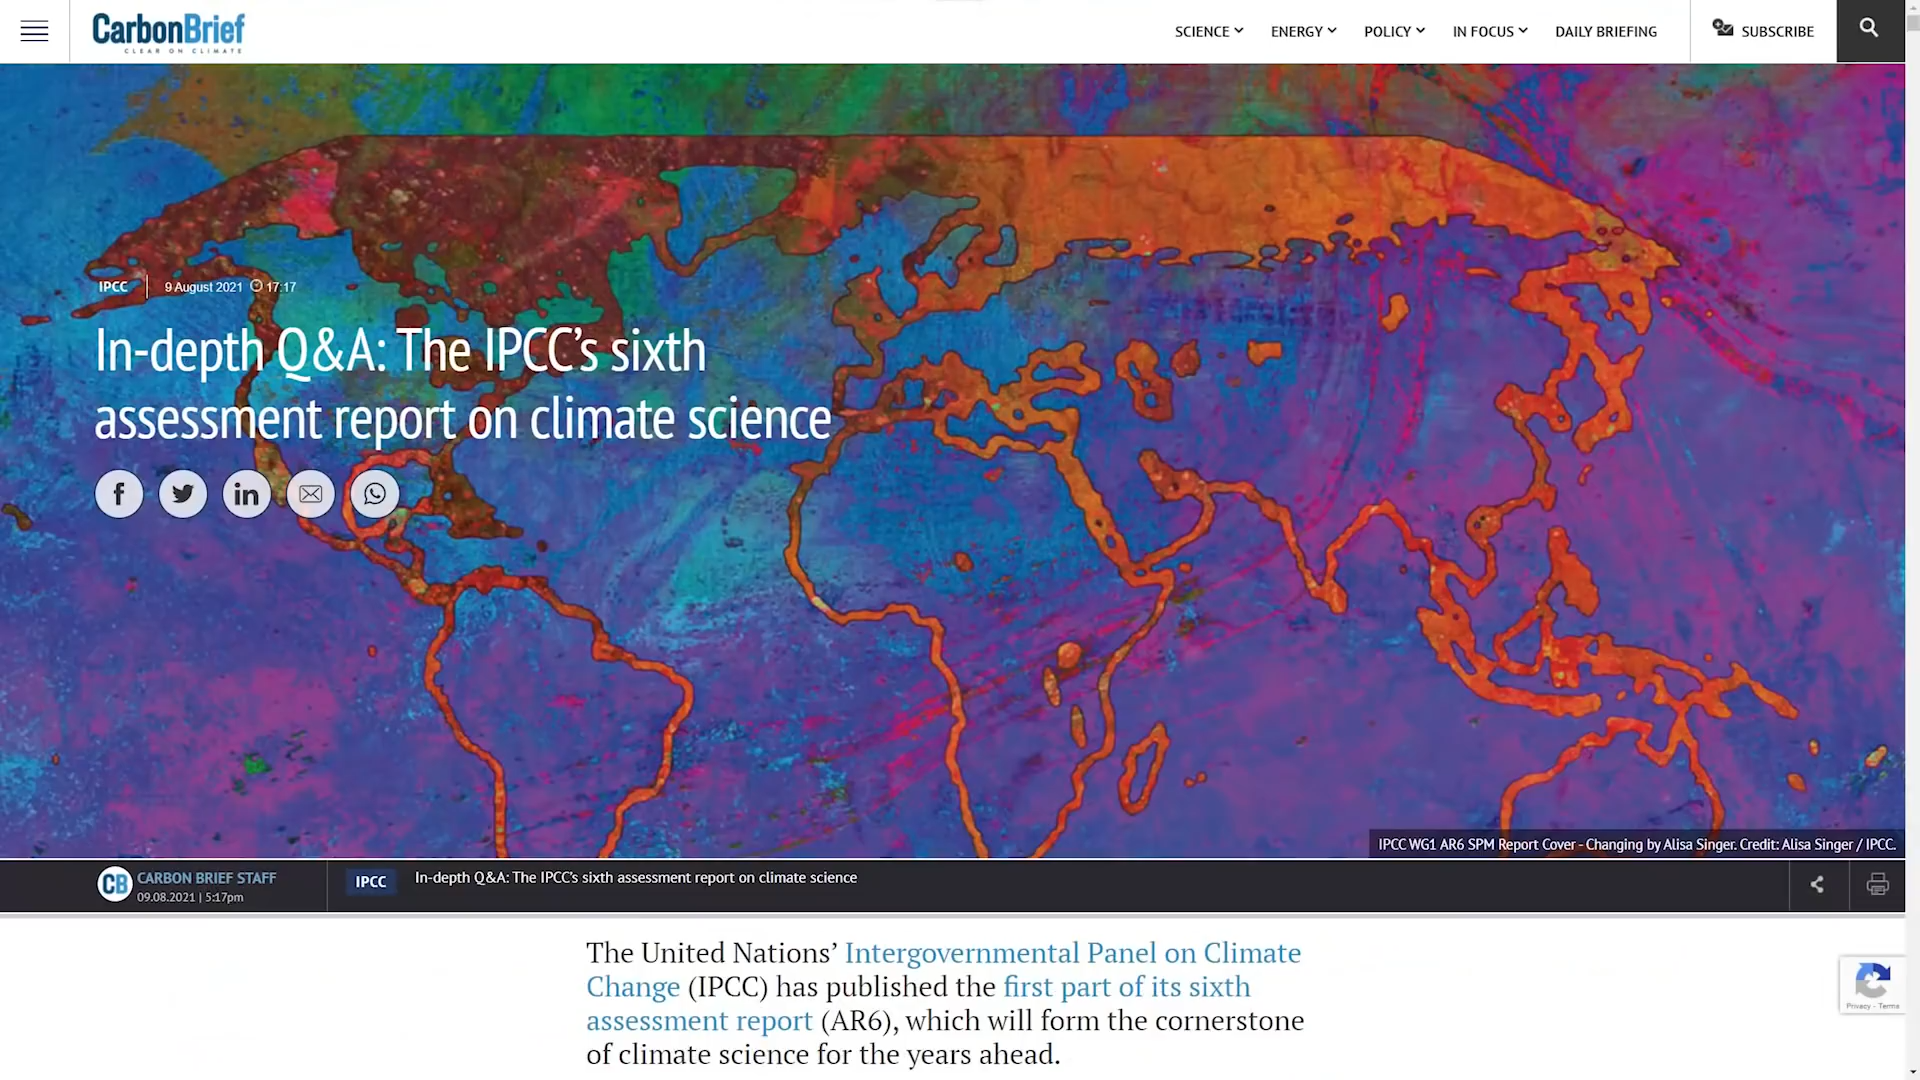 CarbonBrief
CLEAR ON CLIMATE
SCIENCE
ENERGY
POLICY
IN FOCUS
DAILY BRIEFING
SUBSCRIBE
IPCC
9 August 2021 17:17
In-depth Q&A: The IPCC’s sixth
assessment report on climate science
IPCC WG1 AR6 SPM Report Cover - Changing by Alisa Singer. Credit: Alisa Singer / IPCC.
CB
CARBON BRIEF STAFF
09.08.2021 | 5:17pm
IPCC
In-depth Q&A: The IPCC’s sixth assessment report on climate science
The United Nations’ Intergovernmental Panel on Climate
Change (IPCC) has published the first part of its sixth
assessment report (AR6), which will form the cornerstone
of climate science for the years ahead.
Privacy - Terms